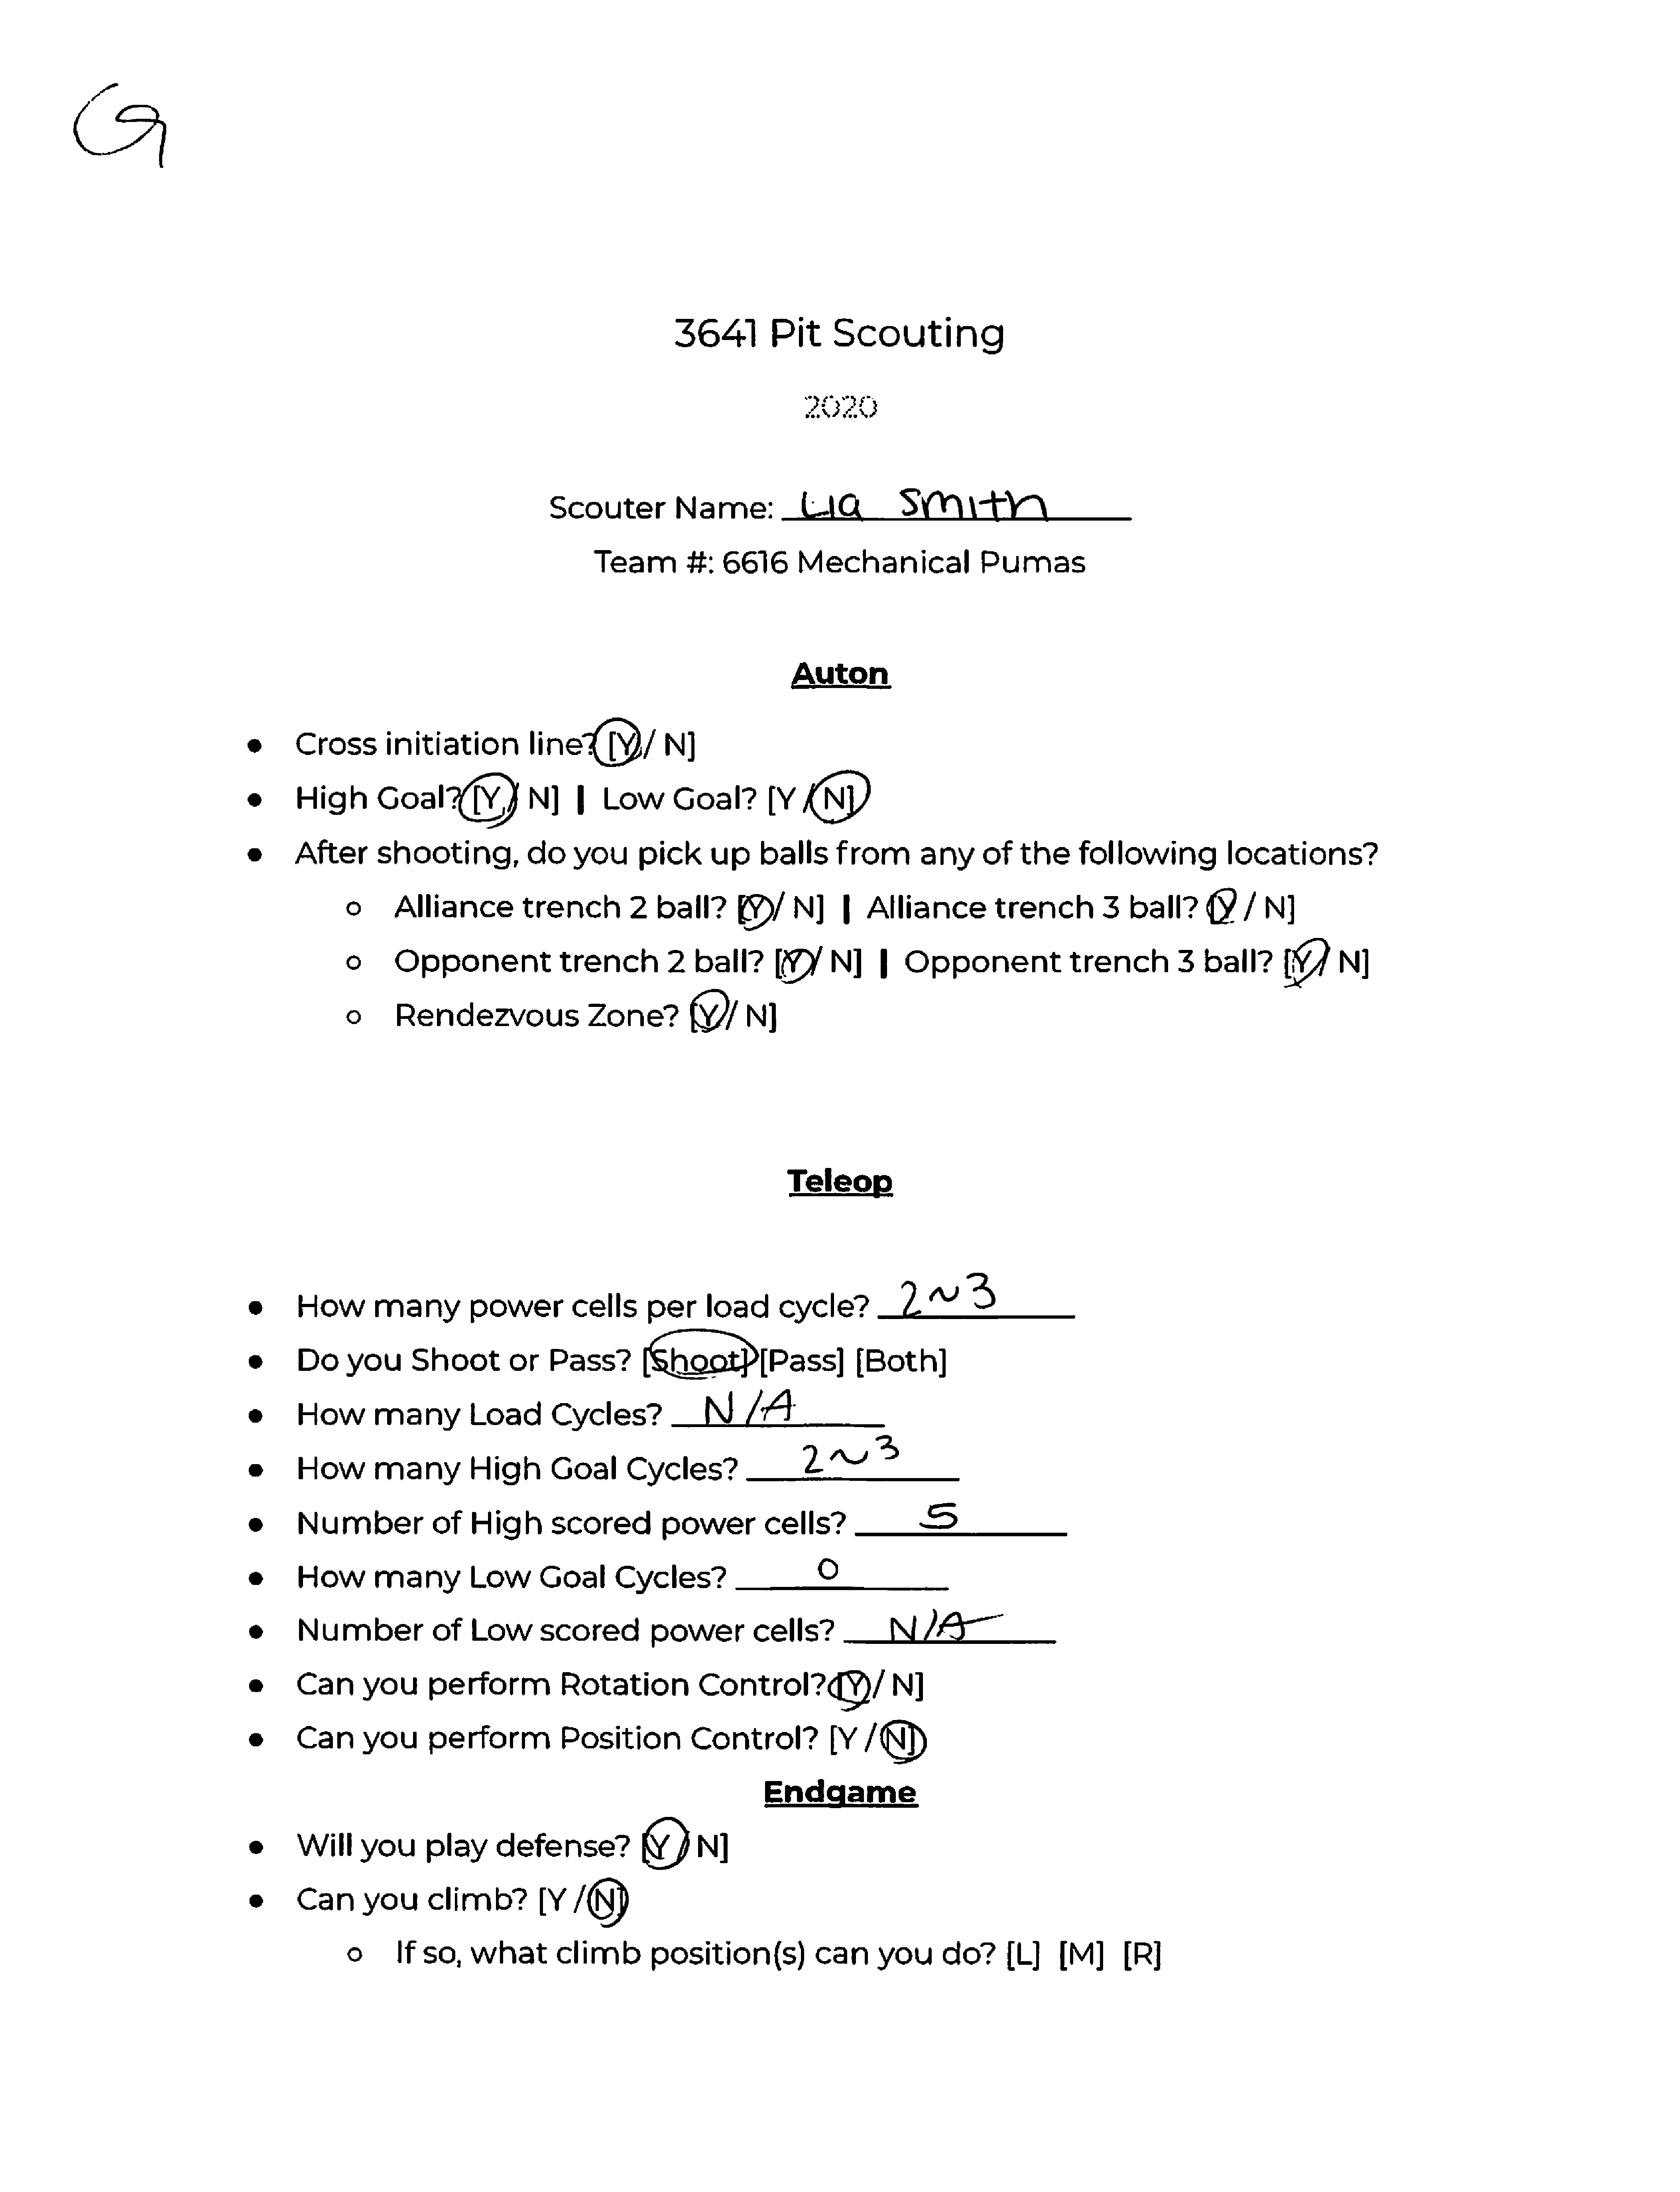 G
3641 Pit Scouting
2020
Scouter Name: Lia Smith
Team #: 6616 Mechanical Pumas
Auton
● Cross initiation line? [Y / N]
● High Goal? [Y / N] | Low Goal? [Y / N]
● After shooting, do you pick up balls from any of the following locations?
○ Alliance trench 2 ball? [Y / N] | Alliance trench 3 ball? [Y / N]
○ Opponent trench 2 ball? [Y / N] | Opponent trench 3 ball? [Y / N]
○ Rendezvous Zone? [Y / N]
Teleop
● How many power cells per load cycle? 2~3
● Do you Shoot or Pass? [Shoot] [Pass] [Both]
● How many Load Cycles? N/A
● How many High Goal Cycles? 2~3
● Number of High scored power cells? 5
● How many Low Goal Cycles? 0
● Number of Low scored power cells? N/A
● Can you perform Rotation Control? [Y / N]
● Can you perform Position Control? [Y / N]
Endgame
● Will you play defense? [Y / N]
● Can you climb? [Y / N]
○ If so, what climb position(s) can you do? [L] [M] [R]